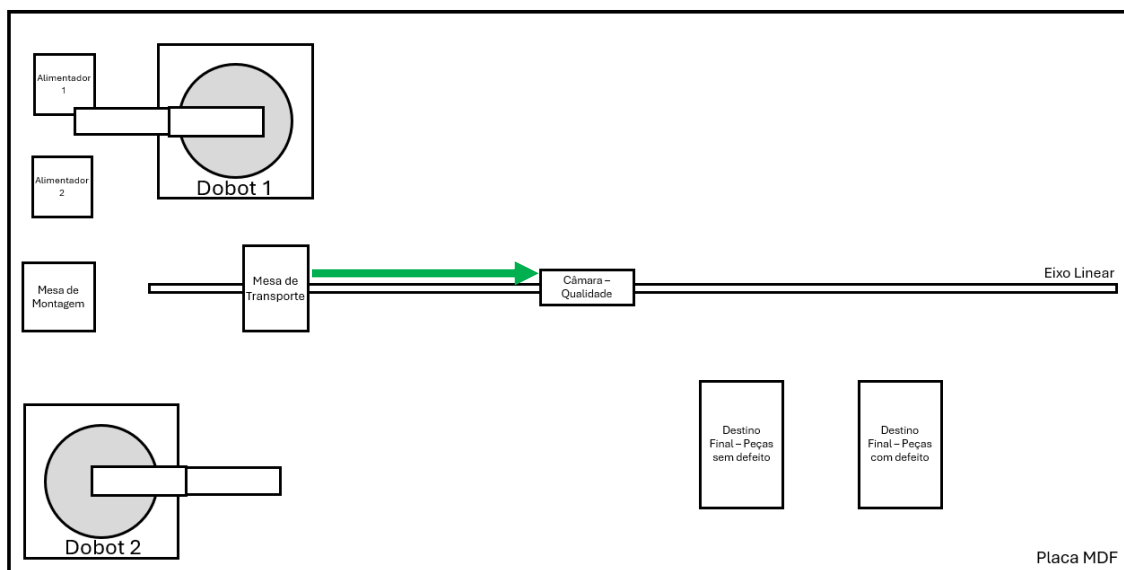 Alimentador
1
Dobot 1
Alimentador
2
Mesa de
Montagem
Mesa de
Transporte
Câmara –
Qualidade
Eixo Linear
Destino
Final – Peças
sem defeito
Destino
Final – Peças
com defeito
Dobot 2
Placa MDF